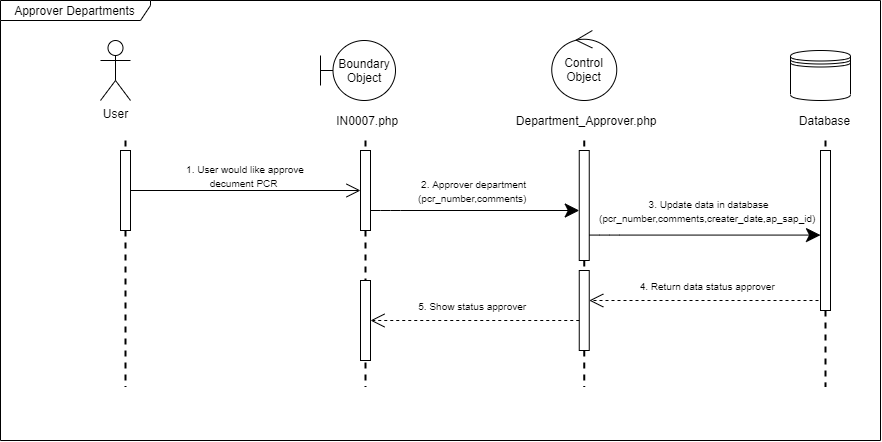 Approver Departments
Boundary
Object
Control
Object
User
IN0007.php
Department_Approver.php
Database
1. User would like approve
decument PCR
2. Approver department
(pcr_number,comments)
3. Update data in database
(pcr_number,comments,creater_date,ap_sap_id)
4. Return data status approver
5. Show status approver